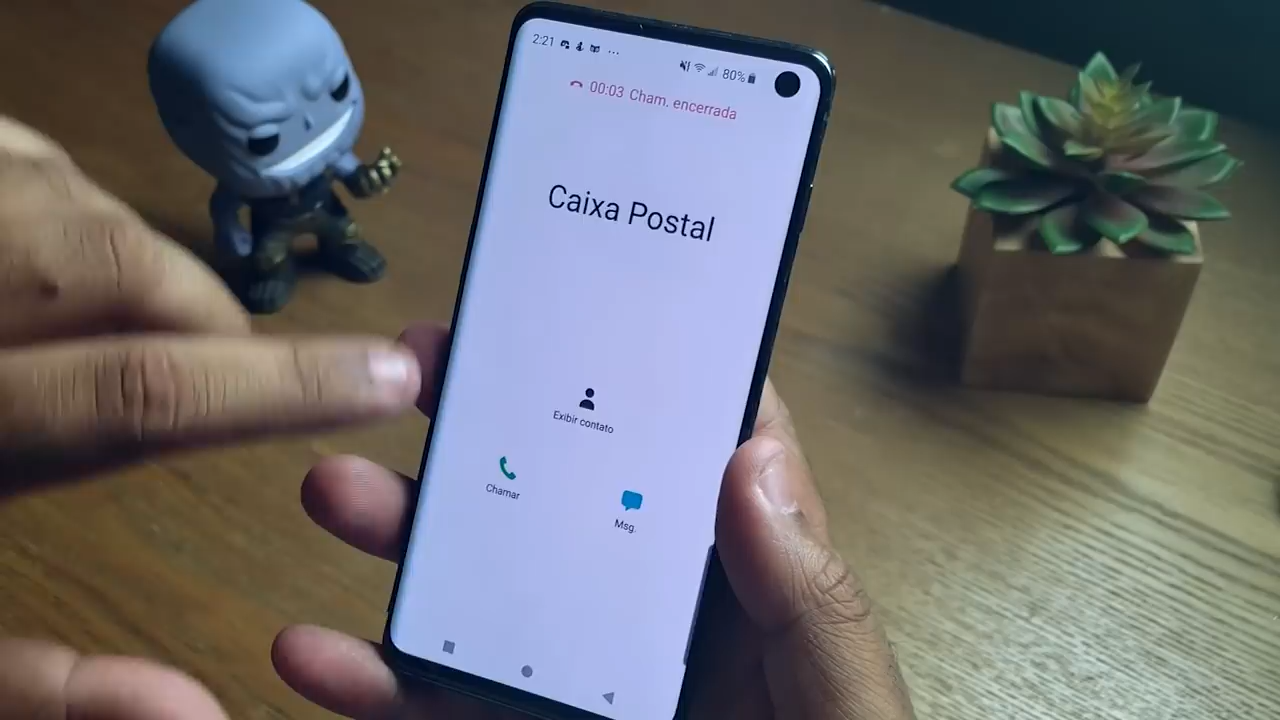 2:21 ... 80%
00:03 Cham. encerrada
Caixa Postal
Exibir contato
Chamar
Msg.